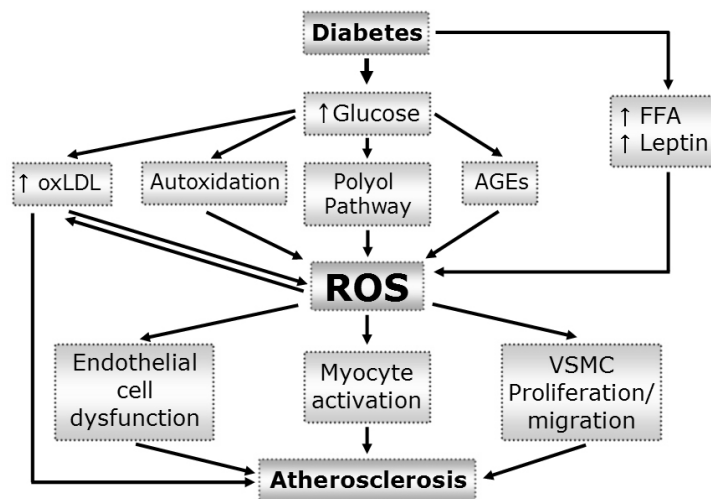 Diabetes
↑Glucose
↑ FFA
↑ Leptin
↑ oxLDL
Autoxidation
Polyol
Pathway
AGEs
ROS
Endothelial
cell
dysfunction
Myocyte
activation
VSMC
Proliferation/
migration
Atherosclerosis